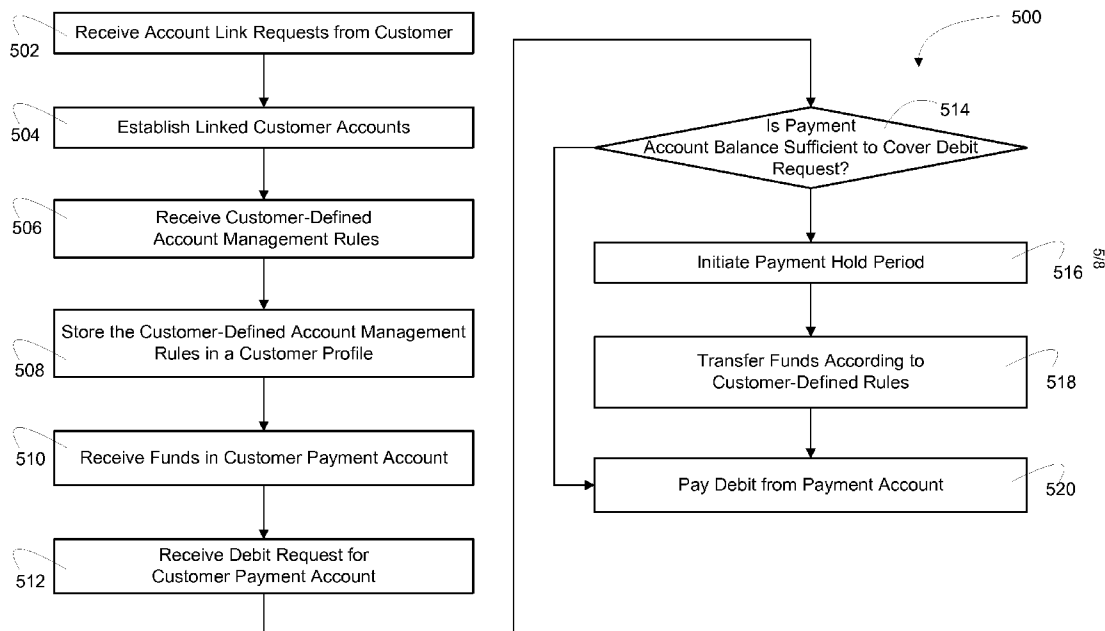 Receive Account Link Requests from Customer
502
Establish Linked Customer Accounts
504
Receive Customer-Defined
Account Management Rules
506
Store the Customer-Defined Account Management
Rules in a Customer Profile
508
Receive Funds in Customer Payment Account
510
Receive Debit Request for
Customer Payment Account
512
500
514
Is Payment
Account Balance Sufficient to Cover Debit
Request?
Initiate Payment Hold Period
516
5/8
Transfer Funds According to
Customer-Defined Rules
518
Pay Debit from Payment Account
520